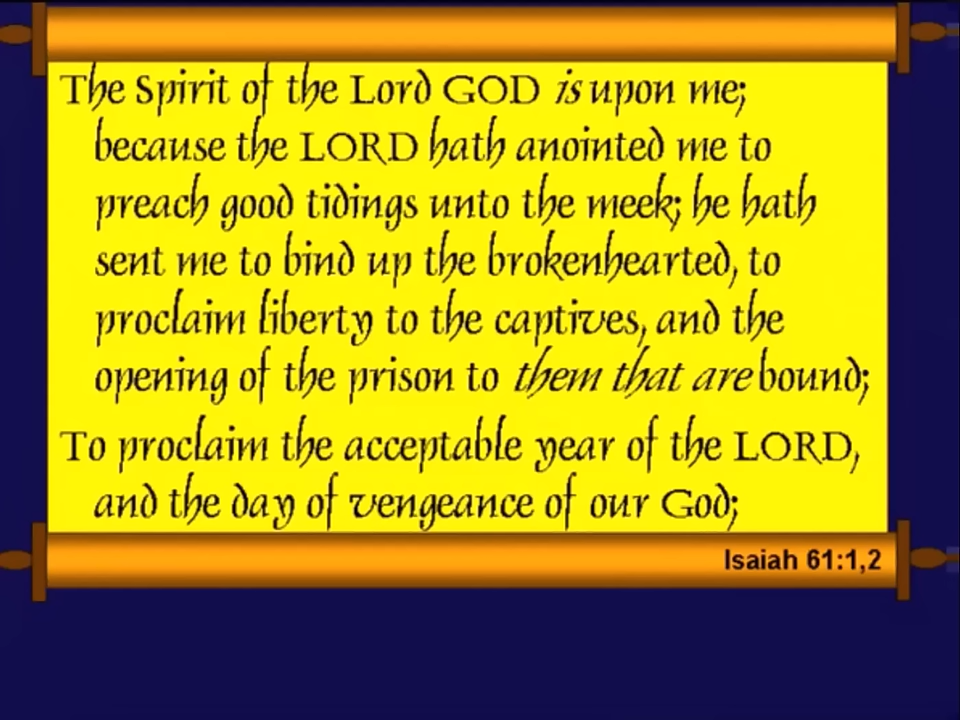 The Spirit of the Lord GOD is upon me;
because the LORD hath anointed me to
preach good tidings unto the meek; he hath
sent me to bind up the brokenhearted, to
proclaim liberty to the captives, and the
opening of the prison to them that are bound;
To proclaim the acceptable year of the LORD,
and the day of vengeance of our God;
Isaiah 61:1,2